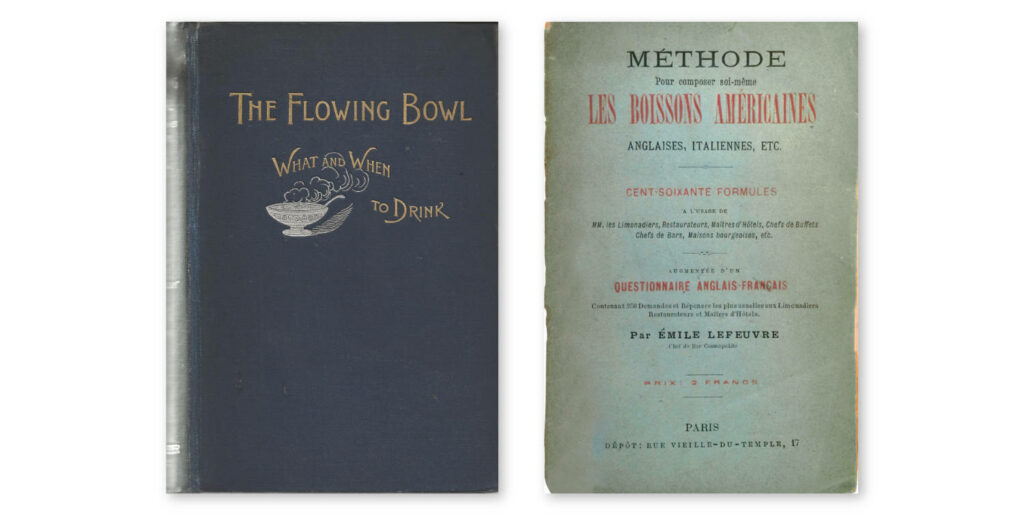 THE FLOWING BOWL
WHAT AND WHEN
TO DRINK
MÉTHODE
Pour composer soi-même
LES BOISSONS AMÉRICAINES
ANGLAISES, ITALIENNES, ETC.
CENT-SOIXANTE FORMULES
A L'USAGE DE
MM. les Limonadiers, Restaurateurs, Maîtres d'Hôtels, Chefs de Buffets
Chefs de Bars, Maisons bourgeoises, etc.
AUGMENTÉE D'UN
QUESTIONNAIRE ANGLAIS-FRANÇAIS
Contenant 250 Demandes et Réponses les plus usuelles aux Limonadiers
Restaurateurs et Maîtres d'Hôtels.
Par ÉMILE LEFEUVRE
Chef de Bar Cosmopolite
PRIX: 2 FRANCS
PARIS
DÉPÔT: RUE VIEILLE-DU-TEMPLE, 17